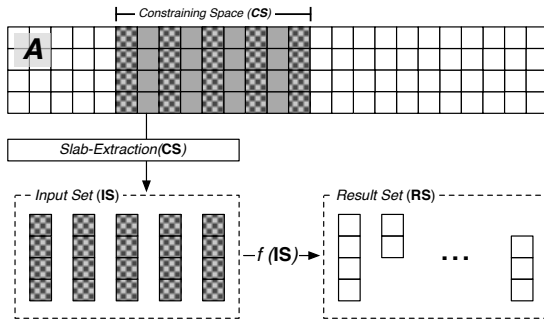 Constraining Space (CS)
A
Slab-Extraction(CS)
Input Set (IS)
Result Set (RS)
f (IS)
...